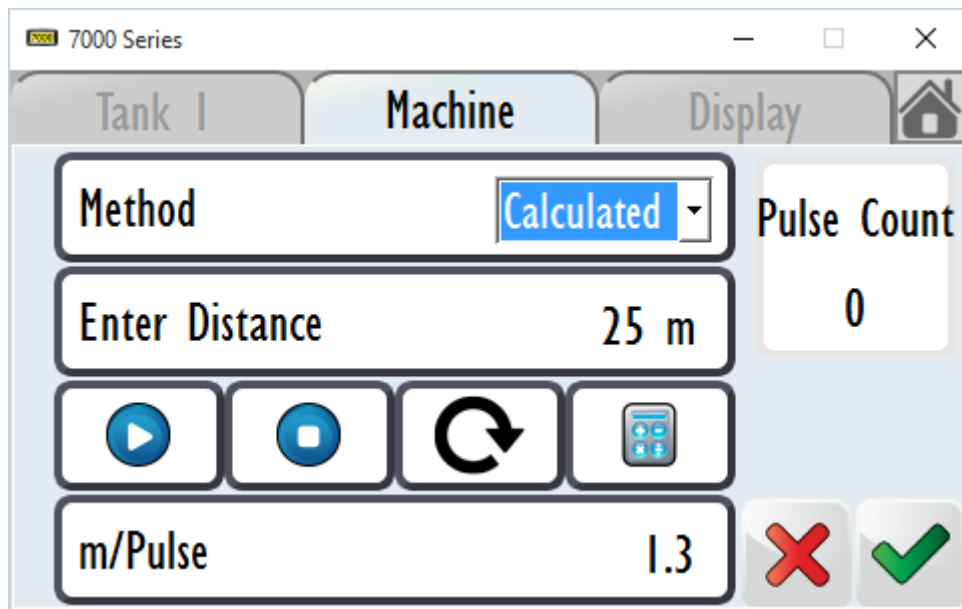 7000 Series
Tank 1
Machine
Display
Method
Calculated
Pulse Count
0
Enter Distance
25 m
m/Pulse
1.3